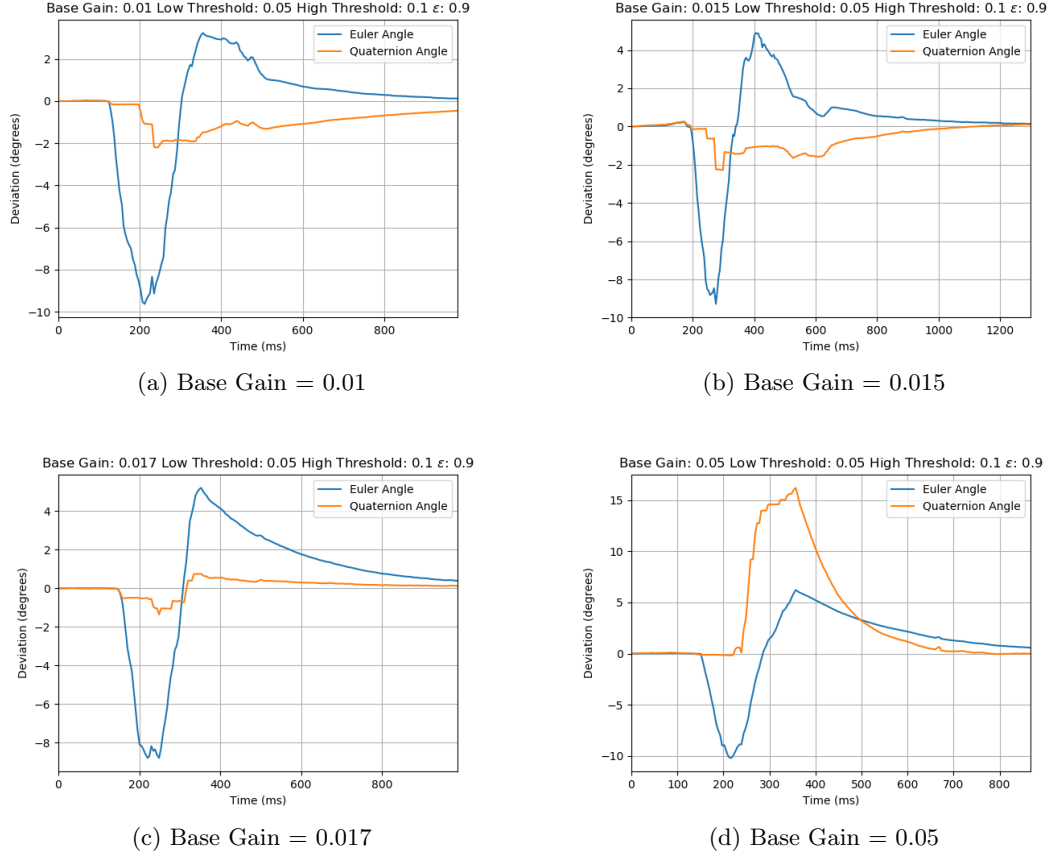 Base Gain: 0.01 Low Threshold: 0.05 High Threshold: 0.1 ε: 0.9
Euler Angle
Quaternion Angle
Deviation (degrees)
2
0
−2
−4
−6
−8
−10
0 200 400 600 800
Time (ms)
(a) Base Gain = 0.01
Base Gain: 0.015 Low Threshold: 0.05 High Threshold: 0.1 ε: 0.9
Euler Angle
Quaternion Angle
Deviation (degrees)
4
2
0
−2
−4
−6
−8
−10
0 200 400 600 800 1000 1200
Time (ms)
(b) Base Gain = 0.015
Base Gain: 0.017 Low Threshold: 0.05 High Threshold: 0.1 ε: 0.9
Euler Angle
Quaternion Angle
Deviation (degrees)
4
2
0
−2
−4
−6
−8
0 200 400 600 800
Time (ms)
(c) Base Gain = 0.017
Base Gain: 0.05 Low Threshold: 0.05 High Threshold: 0.1 ε: 0.9
Euler Angle
Quaternion Angle
Deviation (degrees)
15
10
5
0
−5
−10
0 100 200 300 400 500 600 700 800
Time (ms)
(d) Base Gain = 0.05